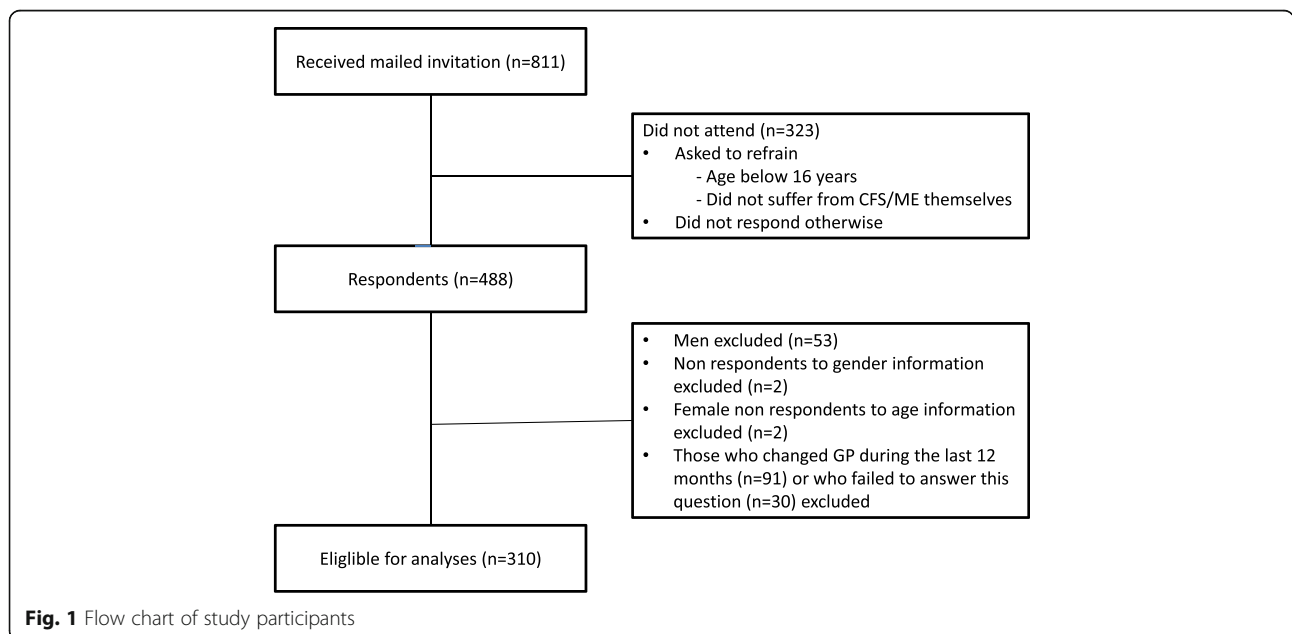 Received mailed invitation (n=811)
Did not attend (n=323)
• Asked to refrain
- Age below 16 years
- Did not suffer from CFS/ME themselves
• Did not respond otherwise
Respondents (n=488)
• Men excluded (n=53)
• Non respondents to gender information
excluded (n=2)
• Female non respondents to age information
excluded (n=2)
• Those who changed GP during the last 12
months (n=91) or who failed to answer this
question (n=30) excluded
Eliglible for analyses (n=310)
Fig. 1 Flow chart of study participants